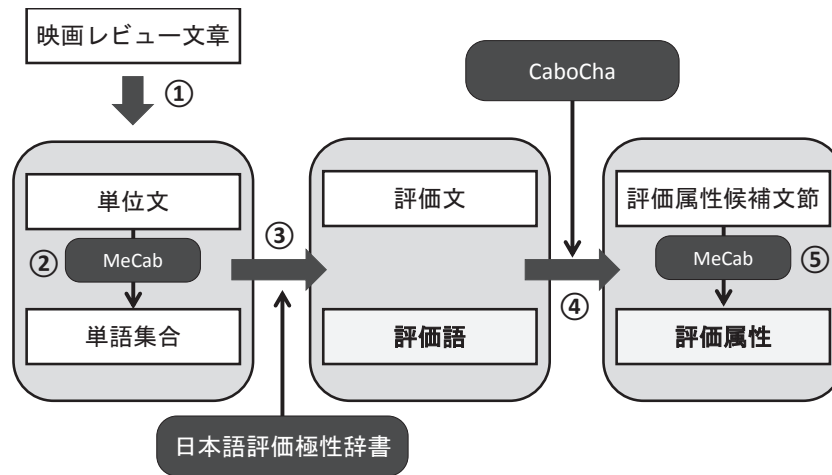 映画レビュー文章
①
CaboCha
単位文
② MeCab
単語集合
③
評価文
評価語
④
評価属性候補文節
MeCab ⑤
評価属性
日本語評価極性辞書